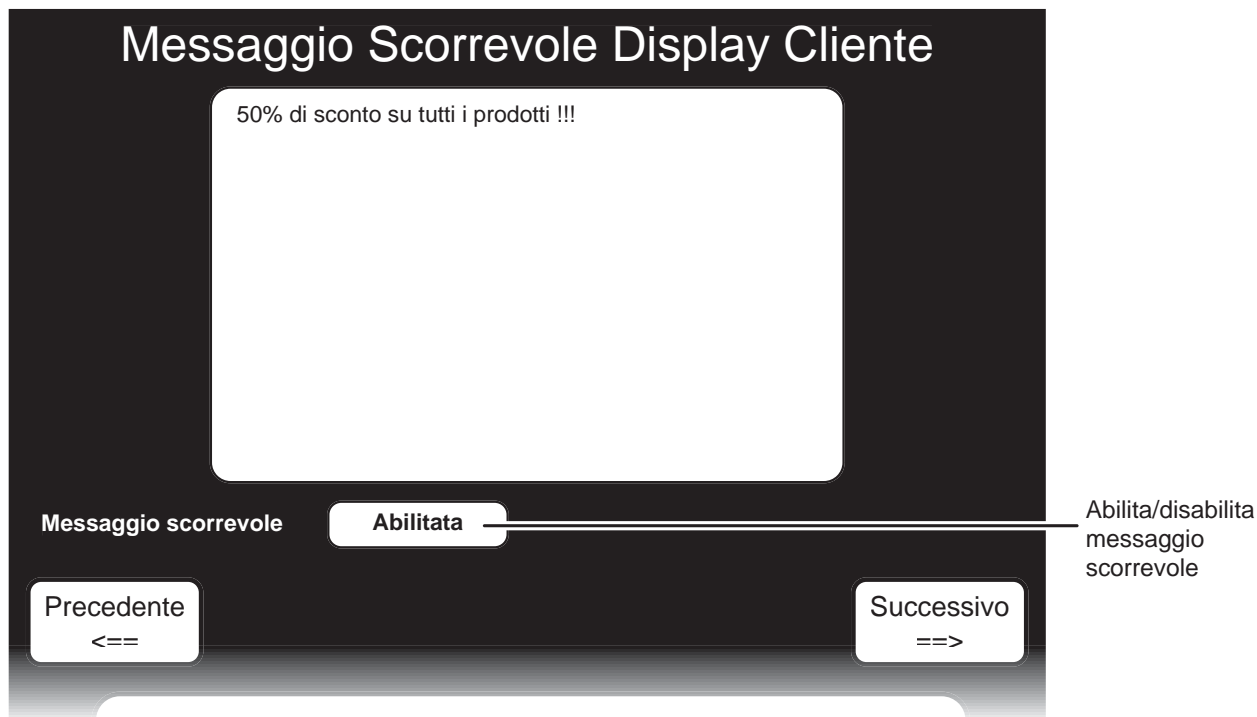 Messaggio Scorrevole Display Cliente
50% di sconto su tutti i prodotti !!!
Messaggio scorrevole
Abilitata
Abilita/disabilita
messaggio
scorrevole
Precedente
<==
Successivo
==>